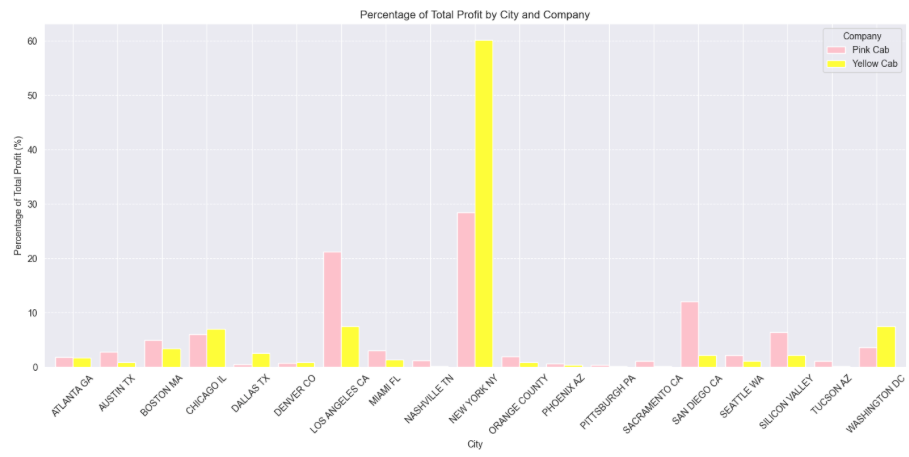 Percentage of Total Profit by City and Company
Company
Pink Cab
Yellow Cab
Percentage of Total Profit (%)
60
50
40
30
20
10
0
ATLANTA GA
AUSTIN TX
BOSTON MA
CHICAGO IL
DALLAS TX
DENVER CO
LOS ANGELES CA
MIAMI FL
NASHVILLE TN
NEW YORK NY
ORANGE COUNTY
PHOENIX AZ
PITTSBURGH PA
SACRAMENTO CA
SAN DIEGO CA
SEATTLE WA
SILICON VALLEY
TUCSON AZ
WASHINGTON DC
City